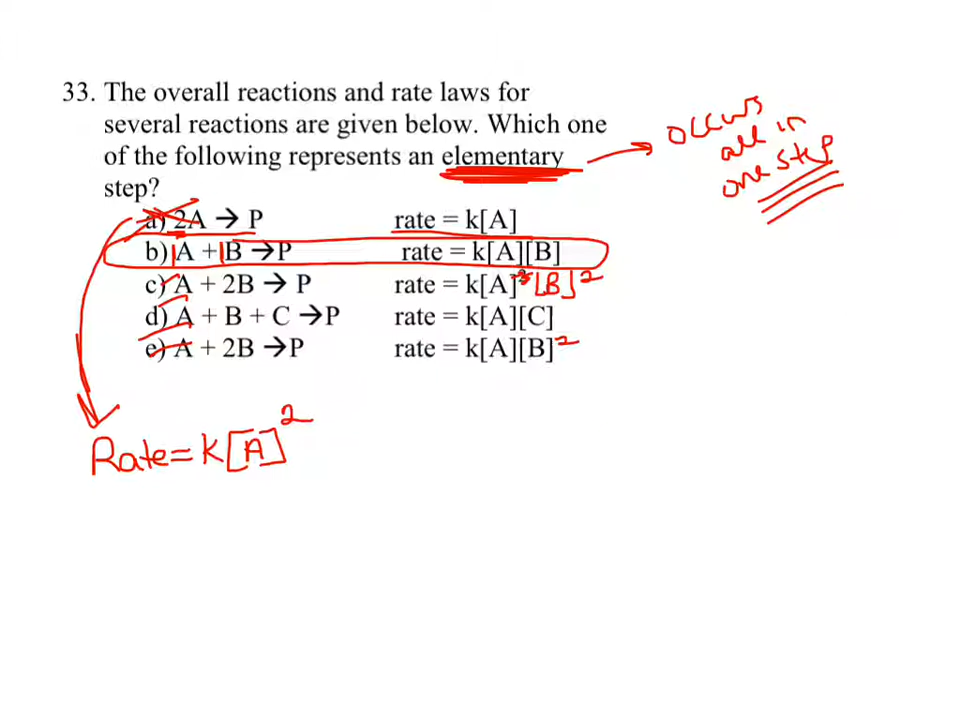 33. The overall reactions and rate laws for
several reactions are given below. Which one
of the following represents an elementary
step?
occurs
all in
one step
a) 2A → P rate = k[A]
b) 1A + 1B → P rate = k[A][B]
c) A + 2B → P rate = k[A] [B]²
d) A + B + C → P rate = k[A][C]
e) A + 2B → P rate = k[A][B]²
Rate = k[A]²